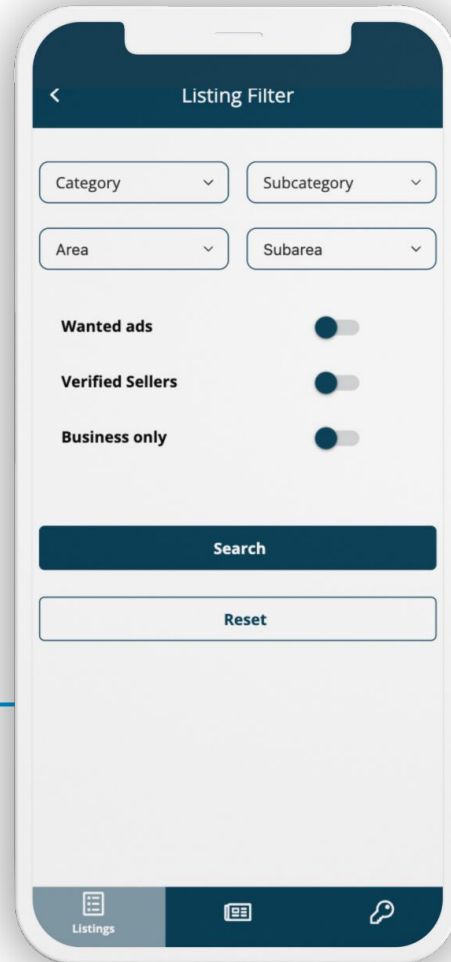 Listing Filter
Category
Subcategory
Area
Subarea
Wanted ads
Verified Sellers
Business only
Search
Reset
Listings